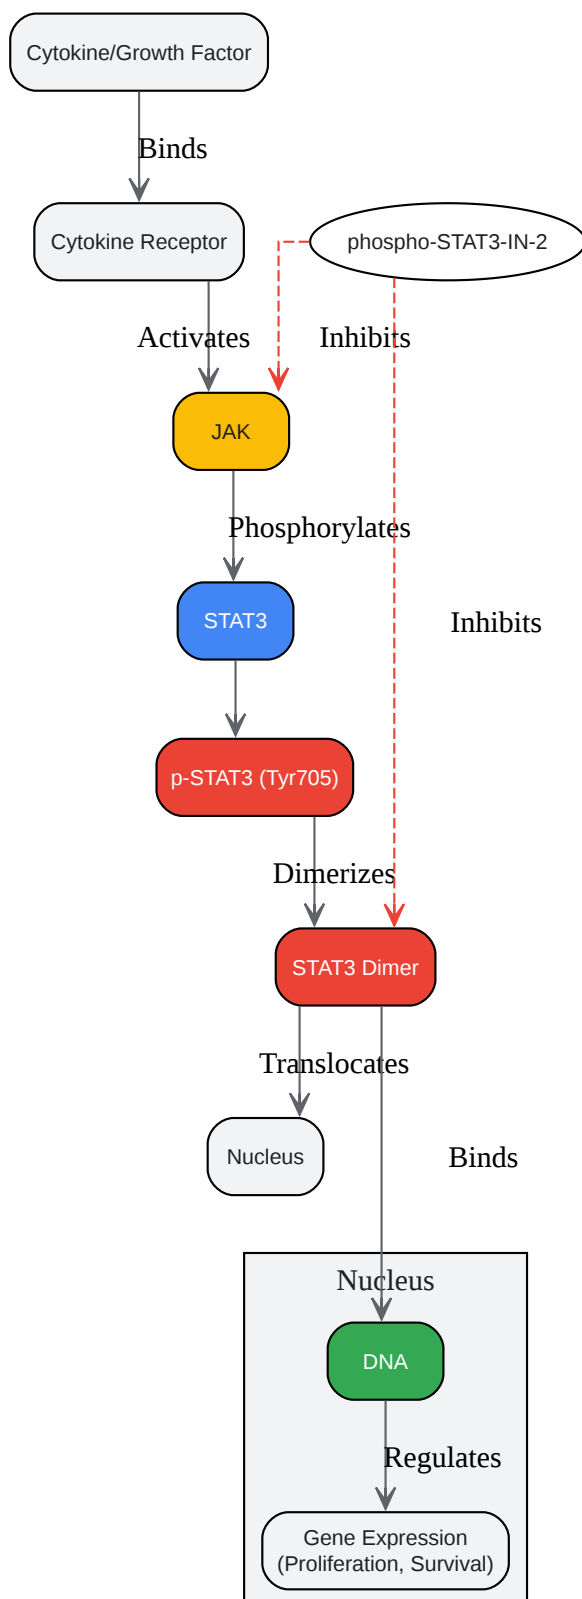 Cytokine/Growth Factor
Binds
Cytokine Receptor
phospho-STAT3-IN-2
Activates
Inhibits
JAK
Phosphorylates
STAT3
Inhibits
p-STAT3 (Tyr705)
Dimerizes
STAT3 Dimer
Translocates
Nucleus
Binds
Nucleus
DNA
Regulates
Gene Expression
(Proliferation, Survival)